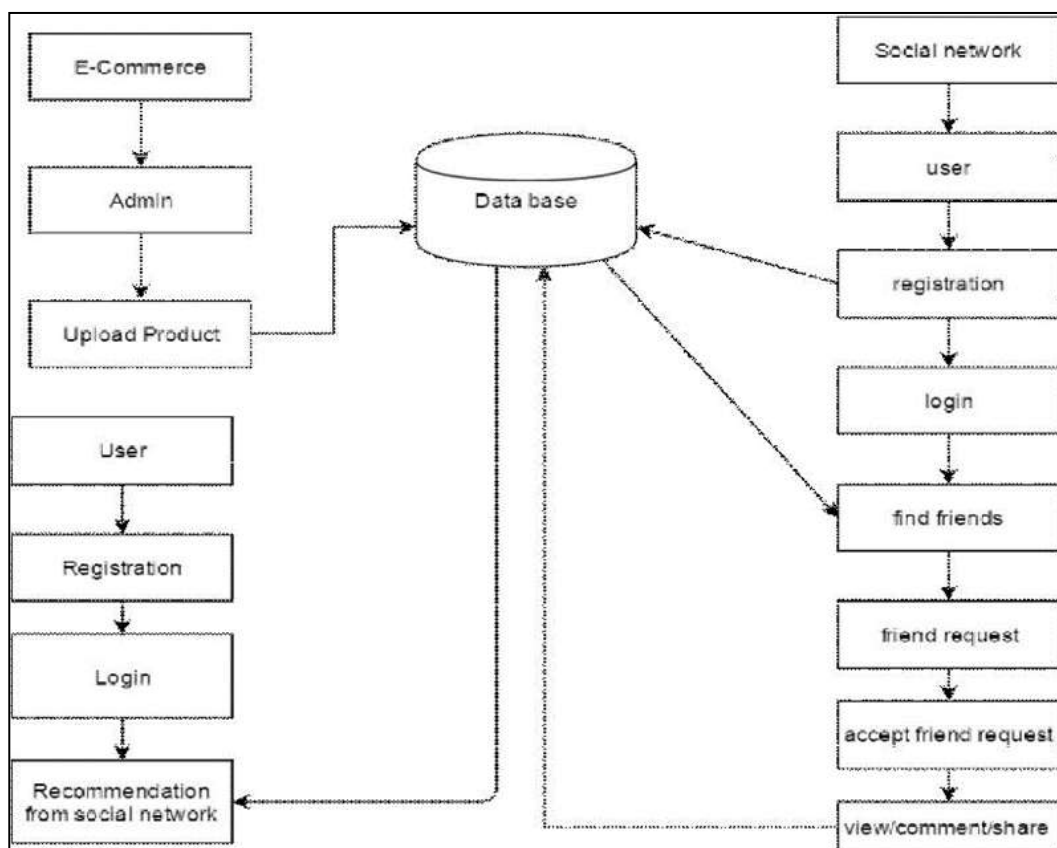 E-Commerce
Admin
Upload Product
User
Registration
Login
Recommendation
from social network
Data base
Social network
user
registration
login
find friends
friend request
accept friend request
view/comment/share